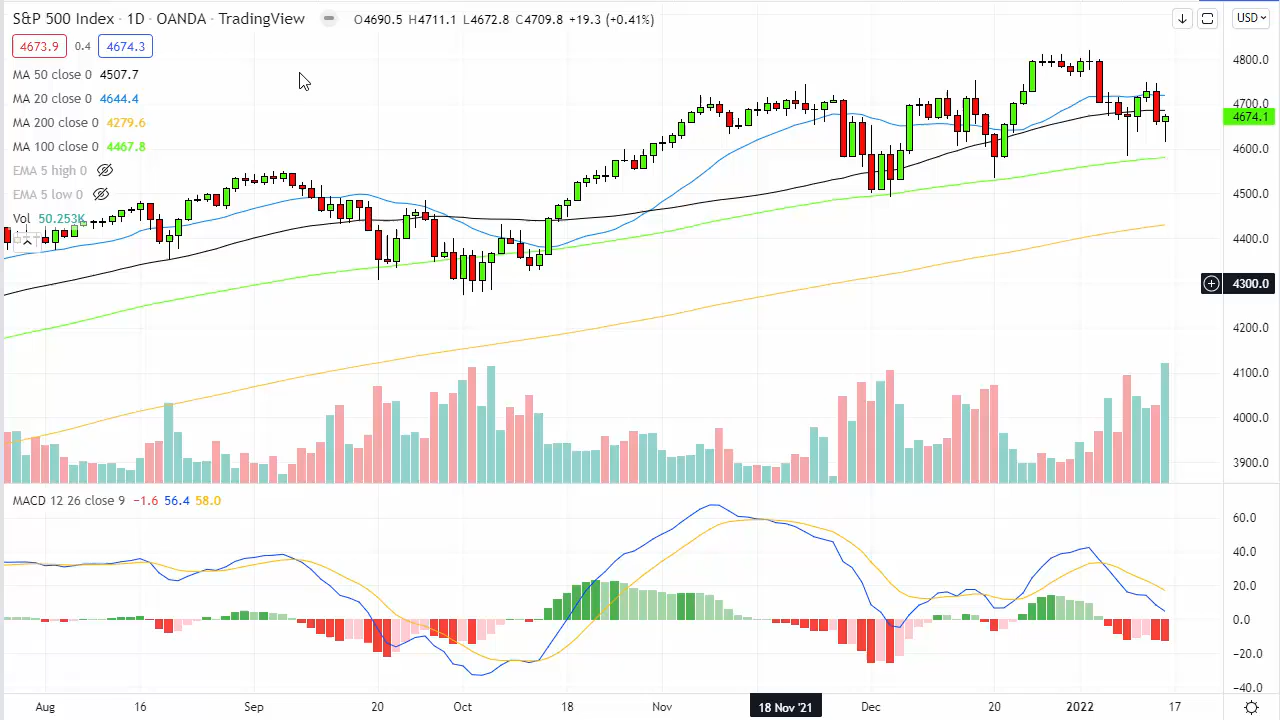 S&P 500 Index · 1D · OANDA · TradingView O4690.5 H4711.1 L4672.8 C4709.8 +19.3 (+0.41%) USD
4673.9 0.4 4674.3
MA 50 close 0 4507.7
MA 20 close 0 4644.4
MA 200 close 0 4279.6
MA 100 close 0 4467.8
EMA 5 high 0
EMA 5 low 0
Vol 50.253K
4800.0
4700.0
4674.1
4600.0
4500.0
4400.0
4300.0
4200.0
4100.0
4000.0
3900.0
MACD 12 26 close 9 −1.6 56.4 58.0
60.0
40.0
20.0
0.0
−20.0
−40.0
Aug 16 Sep 20 Oct 18 Nov 18 Nov '21 Dec 20 2022 17